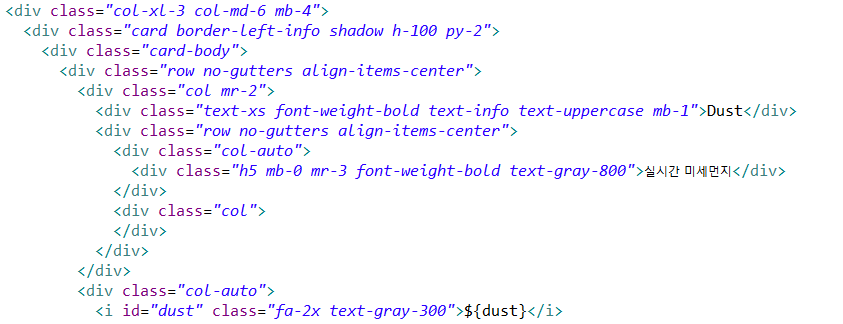 <div class="col-xl-3 col-md-6 mb-4">
<div class="card border-left-info shadow h-100 py-2">
<div class="card-body">
<div class="row no-gutters align-items-center">
<div class="col mr-2">
<div class="text-xs font-weight-bold text-info text-uppercase mb-1">Dust</div>
<div class="row no-gutters align-items-center">
<div class="col-auto">
<div class="h5 mb-0 mr-3 font-weight-bold text-gray-800">실시간 미세먼지</div>
</div>
<div class="col">
</div>
</div>
</div>
<div class="col-auto">
<i id="dust" class="fa-2x text-gray-300">${dust}</i>